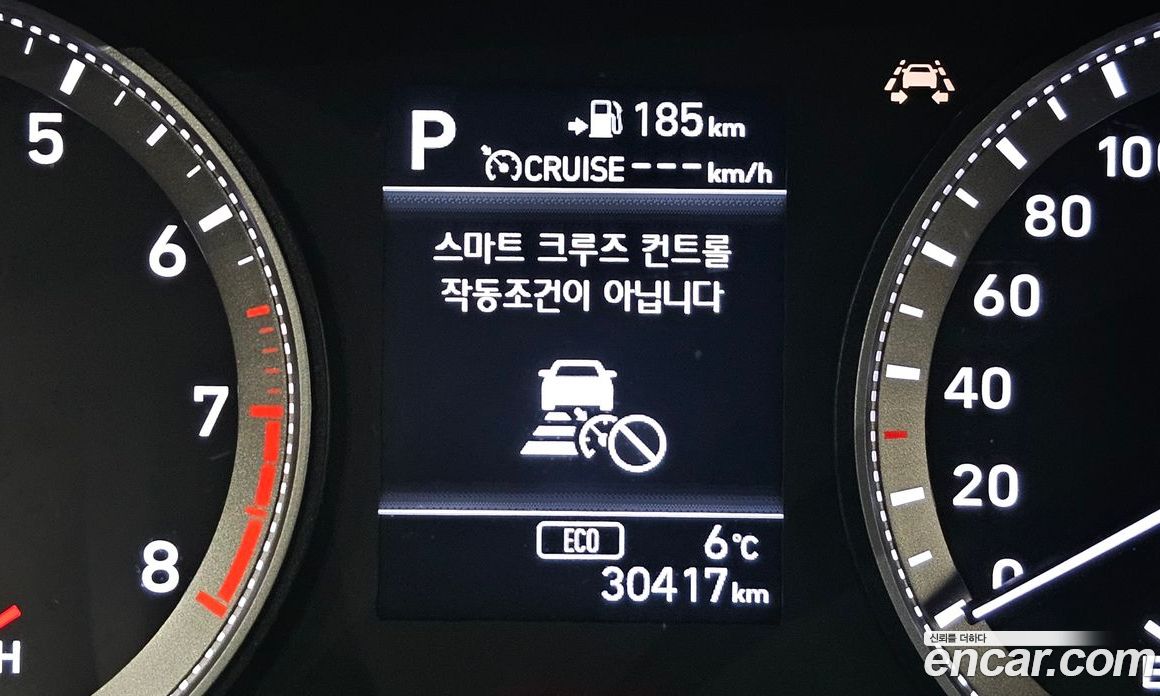 5
6
7
8
H
P
185km
CRUISE---km/h
스마트 크루즈 컨트롤
작동조건이 아닙니다
ECO
6℃
30417km
100
80
60
40
20
0
신뢰를 더하다
encar.com
E